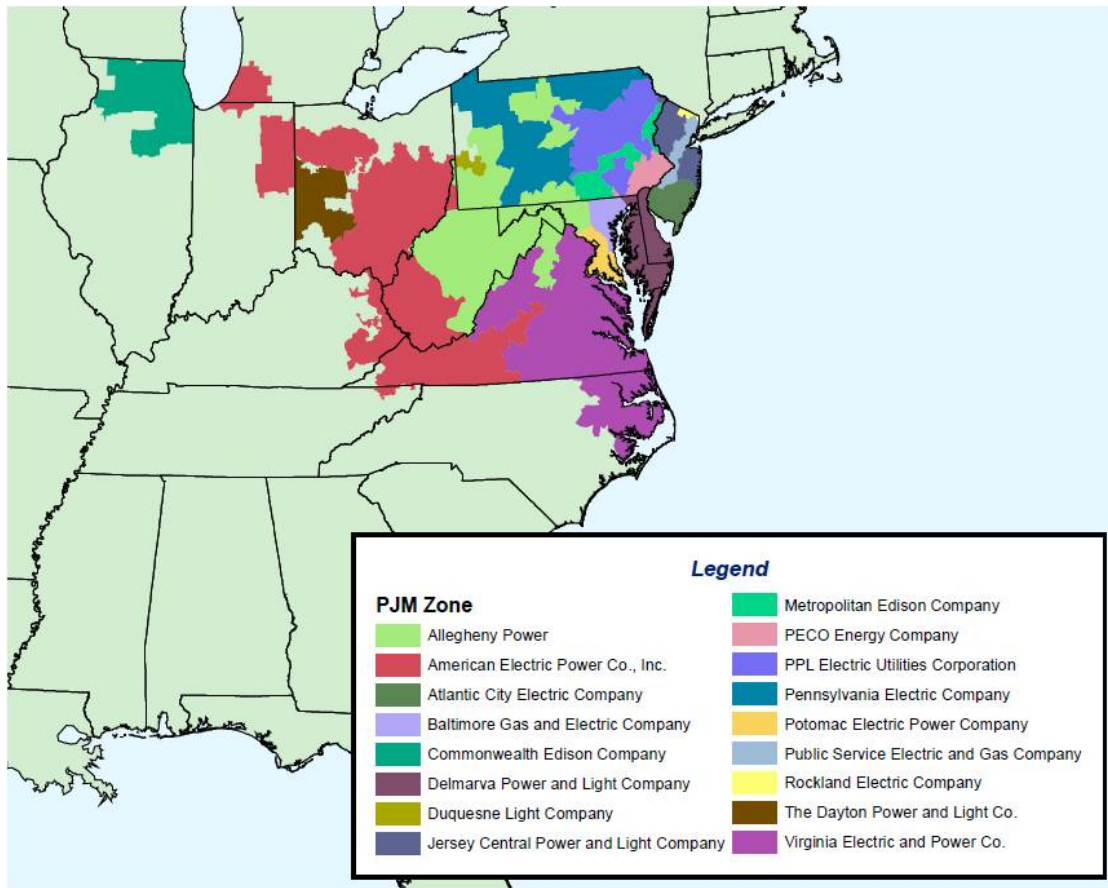 Legend
PJM Zone
Allegheny Power
American Electric Power Co., Inc.
Atlantic City Electric Company
Baltimore Gas and Electric Company
Commonwealth Edison Company
Delmarva Power and Light Company
Duquesne Light Company
Jersey Central Power and Light Company
Metropolitan Edison Company
PECO Energy Company
PPL Electric Utilities Corporation
Pennsylvania Electric Company
Potomac Electric Power Company
Public Service Electric and Gas Company
Rockland Electric Company
The Dayton Power and Light Co.
Virginia Electric and Power Co.